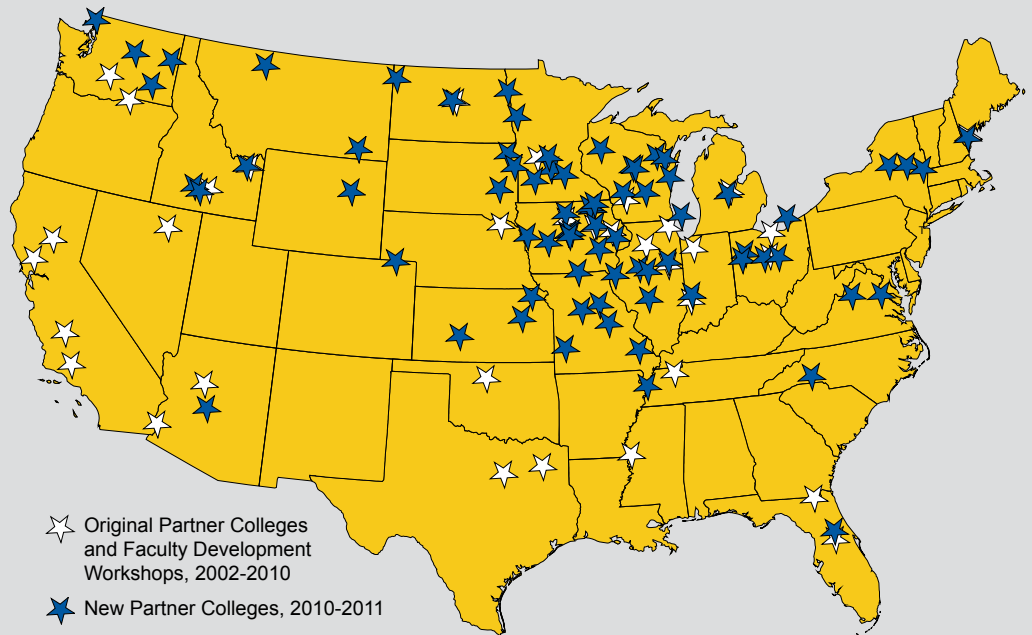 Original Partner Colleges
and Faculty Development
Workshops, 2002-2010
New Partner Colleges, 2010-2011